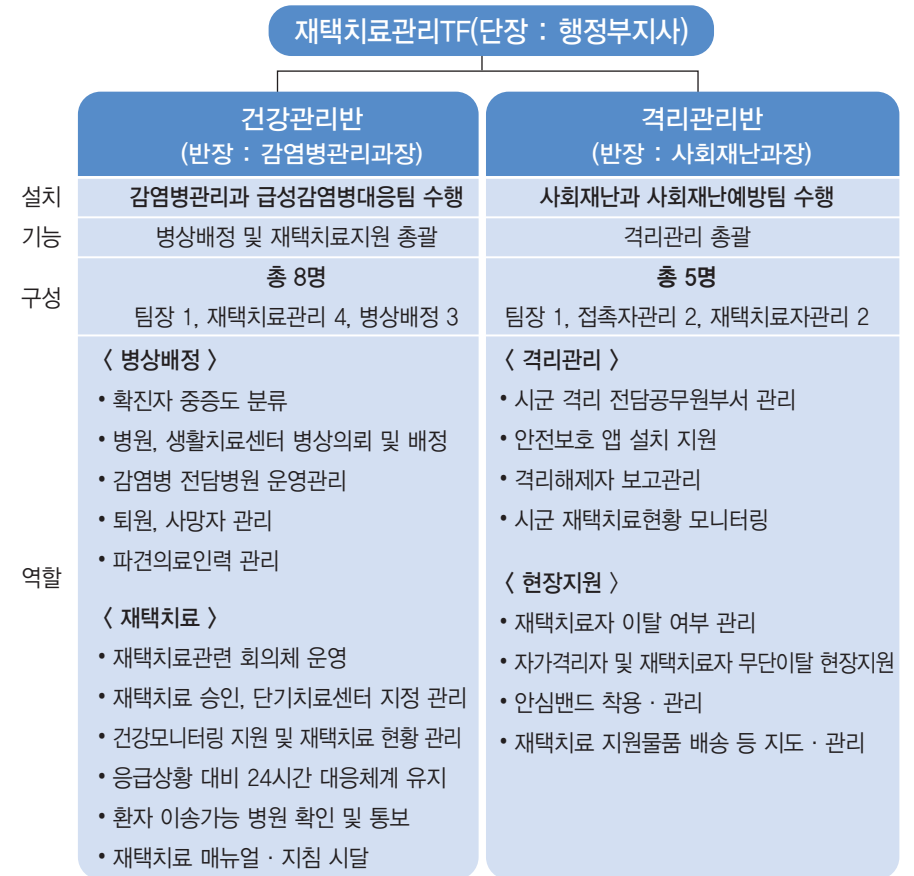 재택치료관리TF(단장 : 행정부지사)
건강관리반
(반장 : 감염병관리과장)
격리관리반
(반장 : 사회재난과장)
설치
감염병관리과 급성감염병대응팀 수행
사회재난과 사회재난예방팀 수행
기능
병상배정 및 재택치료지원 총괄
격리관리 총괄
구성
총 8명
팀장 1, 재택치료관리 4, 병상배정 3
총 5명
팀장 1, 접촉자관리 2, 재택치료자관리 2
역할
〈 병상배정 〉
• 확진자 중증도 분류
• 병원, 생활치료센터 병상의뢰 및 배정
• 감염병 전담병원 운영관리
• 퇴원, 사망자 관리
• 파견의료인력 관리
〈 재택치료 〉
• 재택치료관련 회의체 운영
• 재택치료 승인, 단기치료센터 지정 관리
• 건강모니터링 지원 및 재택치료 현황 관리
• 응급상황 대비 24시간 대응체계 유지
• 환자 이송가능 병원 확인 및 통보
• 재택치료 매뉴얼 · 지침 시달
〈 격리관리 〉
• 시군 격리 전담공무원부서 관리
• 안전보호 앱 설치 지원
• 격리해제자 보고관리
• 시군 재택치료현황 모니터링
〈 현장지원 〉
• 재택치료자 이탈 여부 관리
• 자가격리자 및 재택치료자 무단이탈 현장지원
• 안심밴드 착용 · 관리
• 재택치료 지원물품 배송 등 지도 · 관리